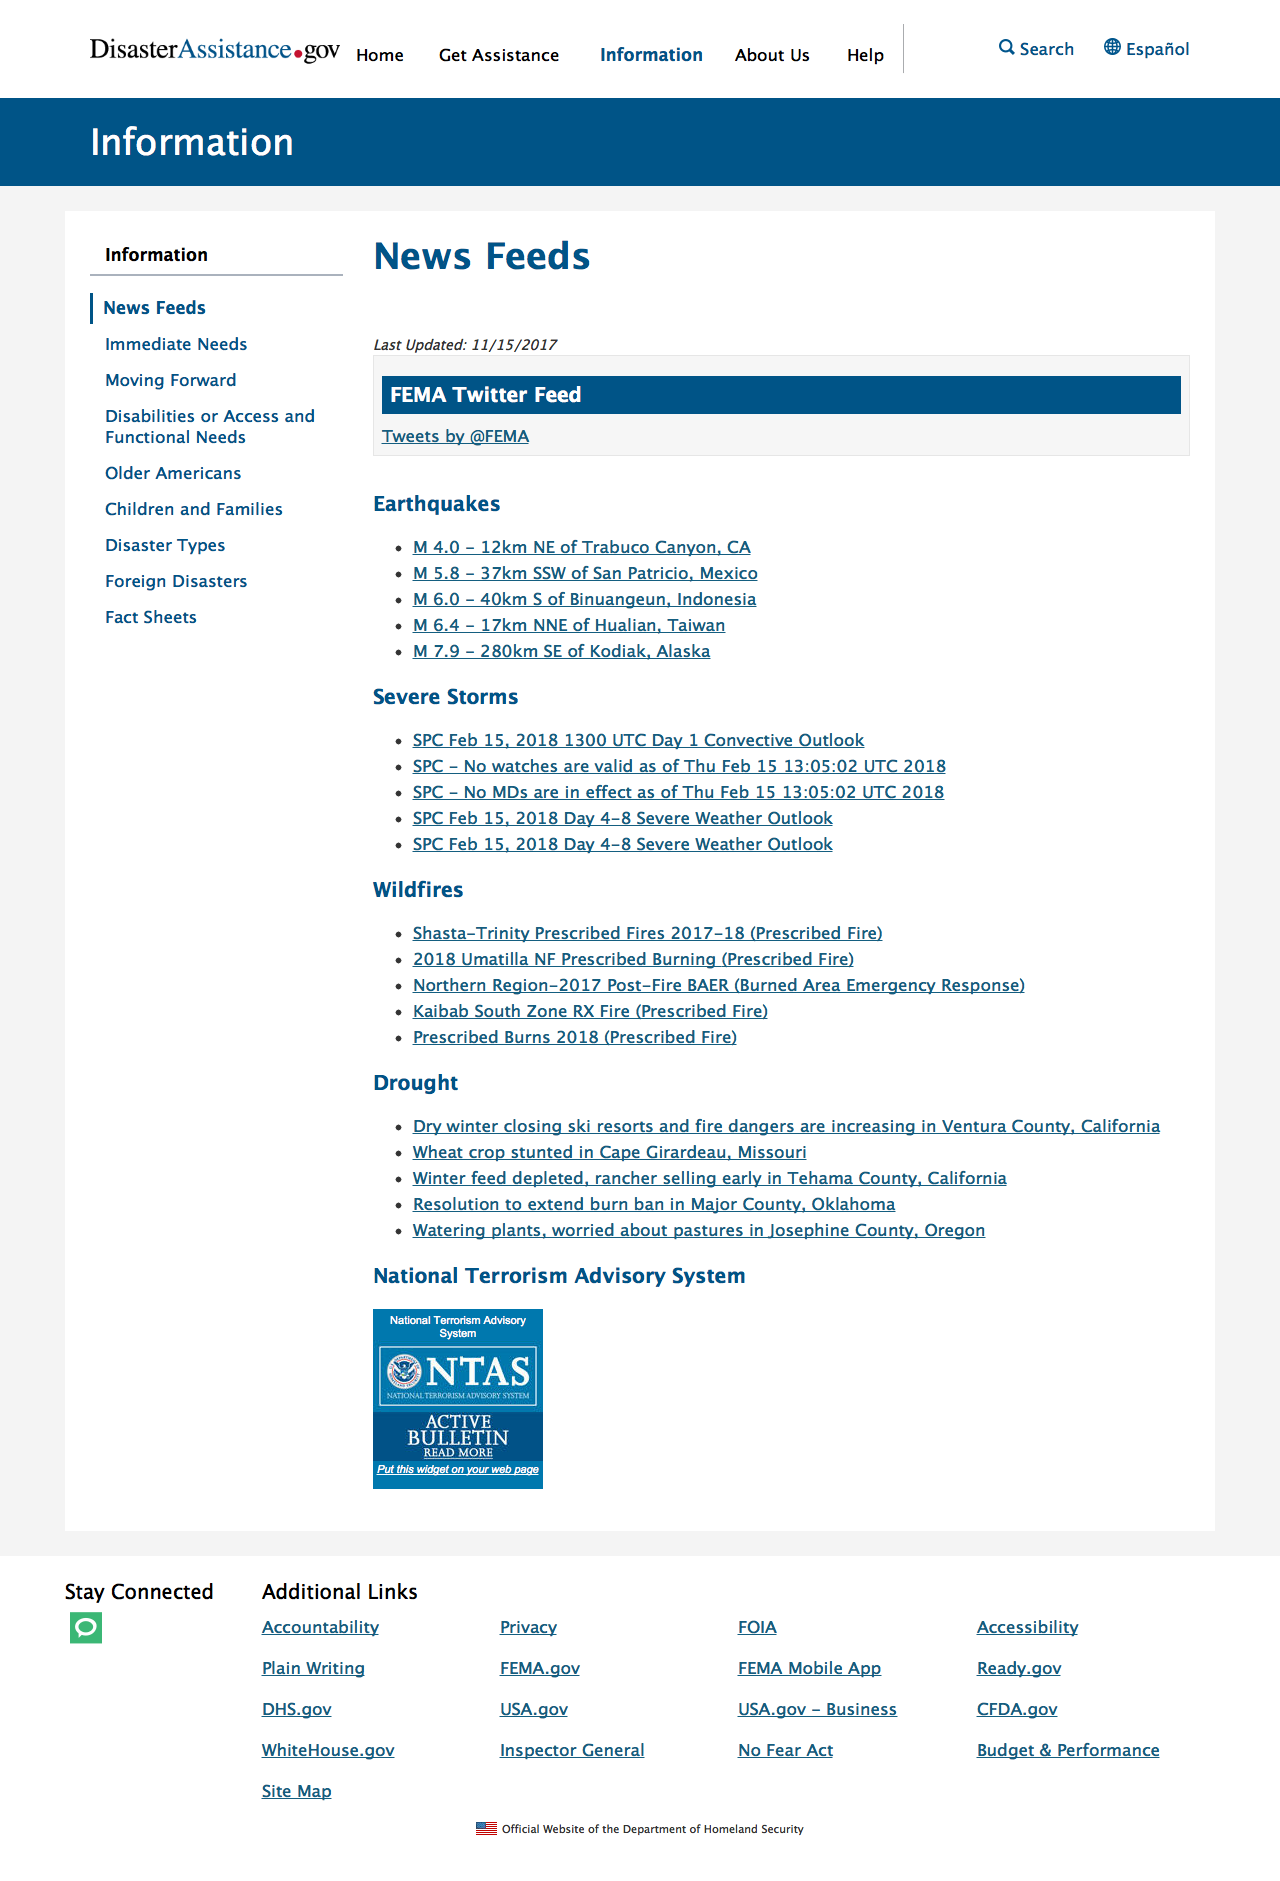 DisasterAssistance.gov
Home
Get Assistance
Information
About Us
Help
Search
Español
Information
Information
News Feeds
Immediate Needs
Moving Forward
Disabilities or Access and
Functional Needs
Older Americans
Children and Families
Disaster Types
Foreign Disasters
Fact Sheets
News Feeds
Last Updated: 11/15/2017
FEMA Twitter Feed
Tweets by @FEMA
Earthquakes
M 4.0 - 12km NE of Trabuco Canyon, CA
M 5.8 - 37km SSW of San Patricio, Mexico
M 6.0 - 40km S of Binuangeun, Indonesia
M 6.4 - 17km NNE of Hualian, Taiwan
M 7.9 - 280km SE of Kodiak, Alaska
Severe Storms
SPC Feb 15, 2018 1300 UTC Day 1 Convective Outlook
SPC - No watches are valid as of Thu Feb 15 13:05:02 UTC 2018
SPC - No MDs are in effect as of Thu Feb 15 13:05:02 UTC 2018
SPC Feb 15, 2018 Day 4-8 Severe Weather Outlook
SPC Feb 15, 2018 Day 4-8 Severe Weather Outlook
Wildfires
Shasta-Trinity Prescribed Fires 2017-18 (Prescribed Fire)
2018 Umatilla NF Prescribed Burning (Prescribed Fire)
Northern Region-2017 Post-Fire BAER (Burned Area Emergency Response)
Kaibab South Zone RX Fire (Prescribed Fire)
Prescribed Burns 2018 (Prescribed Fire)
Drought
Dry winter closing ski resorts and fire dangers are increasing in Ventura County, California
Wheat crop stunted in Cape Girardeau, Missouri
Winter feed depleted, rancher selling early in Tehama County, California
Resolution to extend burn ban in Major County, Oklahoma
Watering plants, worried about pastures in Josephine County, Oregon
National Terrorism Advisory System
National Terrorism Advisory
System
NTAS
NATIONAL TERRORISM ADVISORY SYSTEM
ACTIVE
BULLETIN
READ MORE
Put this widget on your web page
Stay Connected
Additional Links
Accountability
Privacy
FOIA
Accessibility
Plain Writing
FEMA.gov
FEMA Mobile App
Ready.gov
DHS.gov
USA.gov
USA.gov - Business
CFDA.gov
WhiteHouse.gov
Inspector General
No Fear Act
Budget & Performance
Site Map
Official Website of the Department of Homeland Security